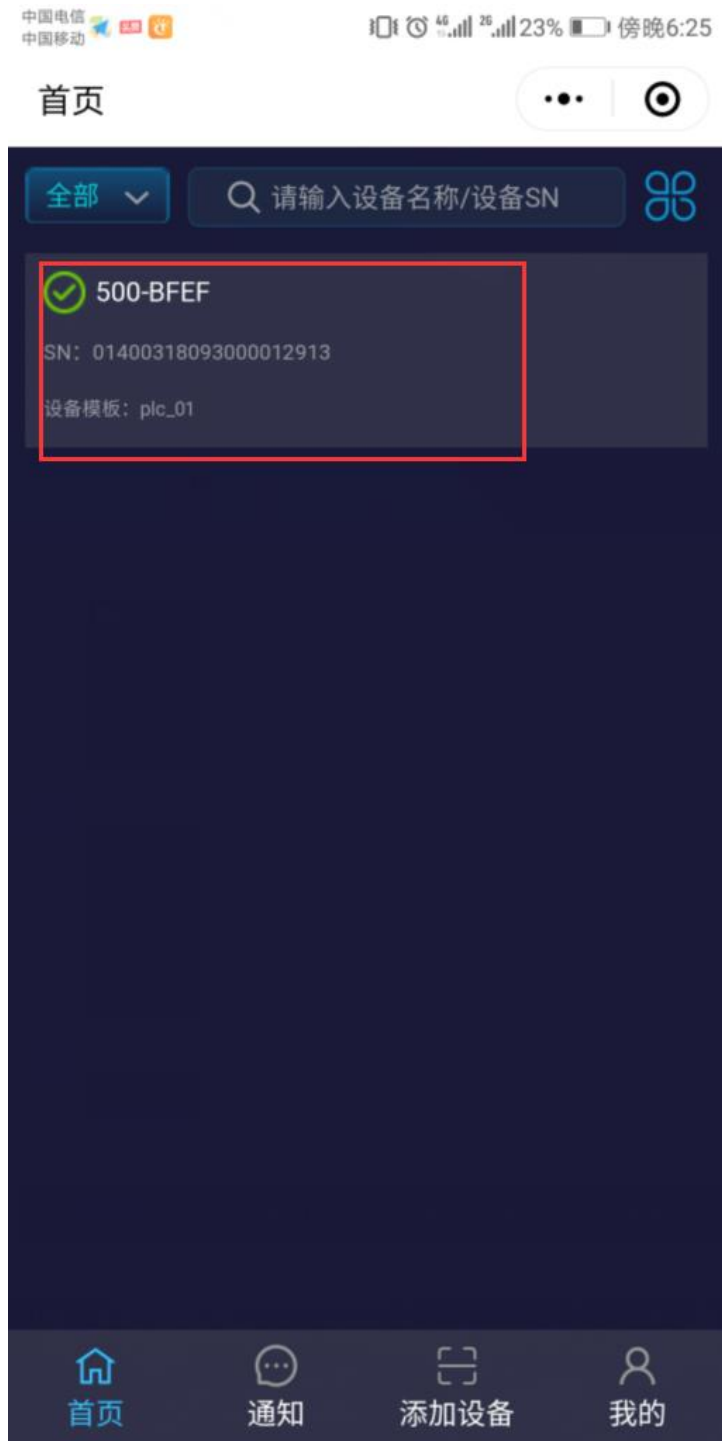 中国电信
中国移动
4G 2G 23% 傍晚6:25
首页
全部
请输入设备名称/设备SN
500-BFEF
SN：01400318093000012913
设备模板：plc_01
首页 通知 添加设备 我的